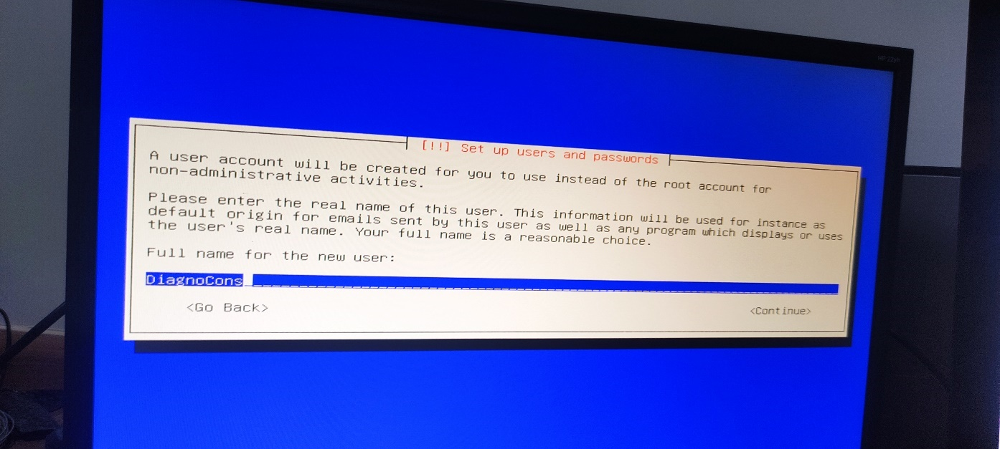 HP 22yh
[!!] Set up users and passwords
A user account will be created for you to use instead of the root account for
non-administrative activities.
Please enter the real name of this user. This information will be used for instance as
default origin for emails sent by this user as well as any program which displays or uses
the user's real name. Your full name is a reasonable choice.
Full name for the new user:
DiagnoCons
<Go Back>
<Continue>